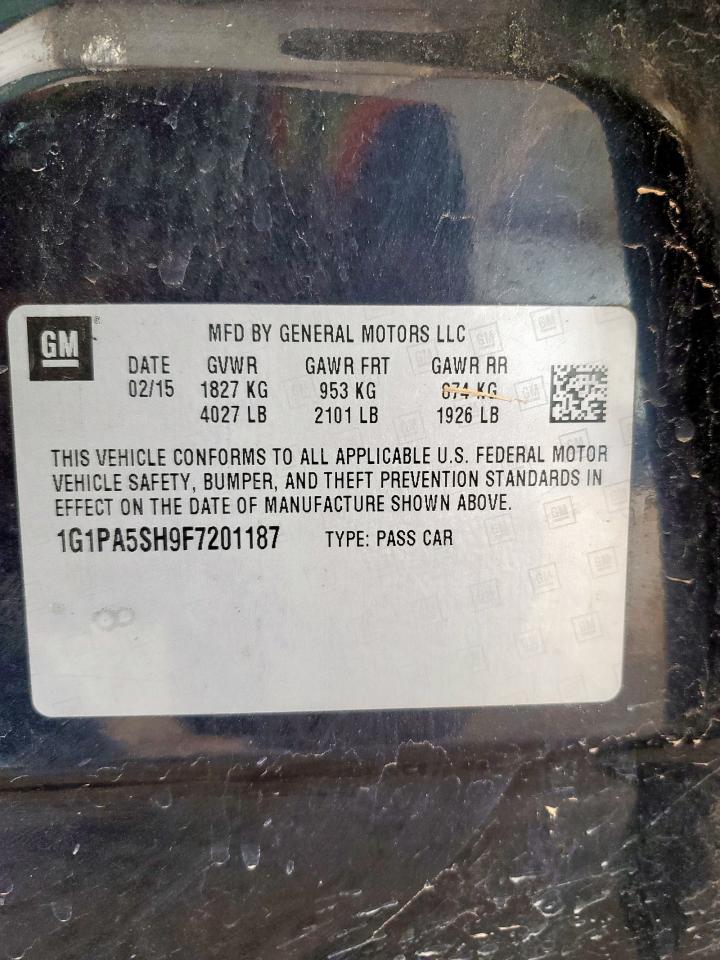 GM
MFD BY GENERAL MOTORS LLC
DATE GVWR GAWR FRT GAWR RR
02/15 1827 KG 953 KG 874 KG
4027 LB 2101 LB 1926 LB
THIS VEHICLE CONFORMS TO ALL APPLICABLE U.S. FEDERAL MOTOR
VEHICLE SAFETY, BUMPER, AND THEFT PREVENTION STANDARDS IN
EFFECT ON THE DATE OF MANUFACTURE SHOWN ABOVE.
1G1PA5SH9F7201187 TYPE: PASS CAR